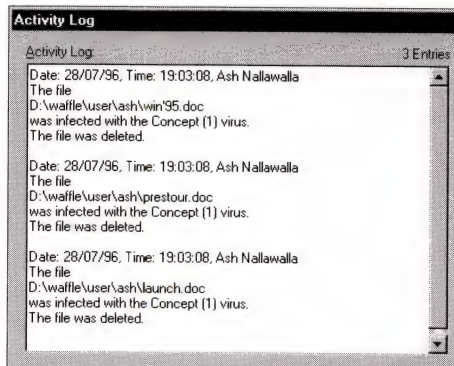 Activity Log
Activity Log: 3 Entries
Date: 28/07/96, Time: 19:03:08, Ash Nallawalla
The file
D:\waffle\user\ash\win'95.doc
was infected with the Concept (1) virus.
The file was deleted.
Date: 28/07/96, Time: 19:03:08, Ash Nallawalla
The file
D:\waffle\user\ash\prestour.doc
was infected with the Concept (1) virus.
The file was deleted.
Date: 28/07/96, Time: 19:03:08, Ash Nallawalla
The file
D:\waffle\user\ash\launch.doc
was infected with the Concept (1) virus.
The file was deleted.